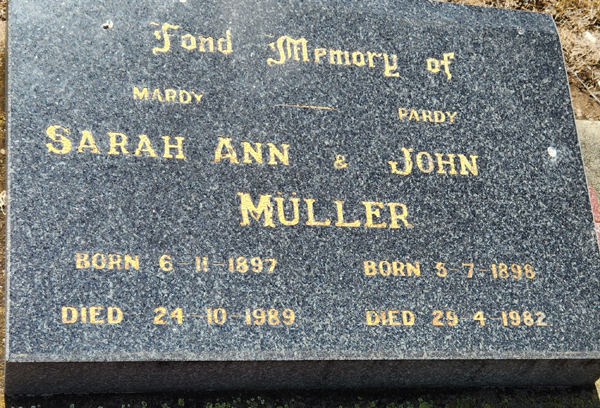 Fond Memory of
MARDY — PARDY
SARAH ANN & JOHN
MULLER
BORN 6-11-1897 BORN 5-7-1898
DIED 24-10-1989 DIED 29-4-1982